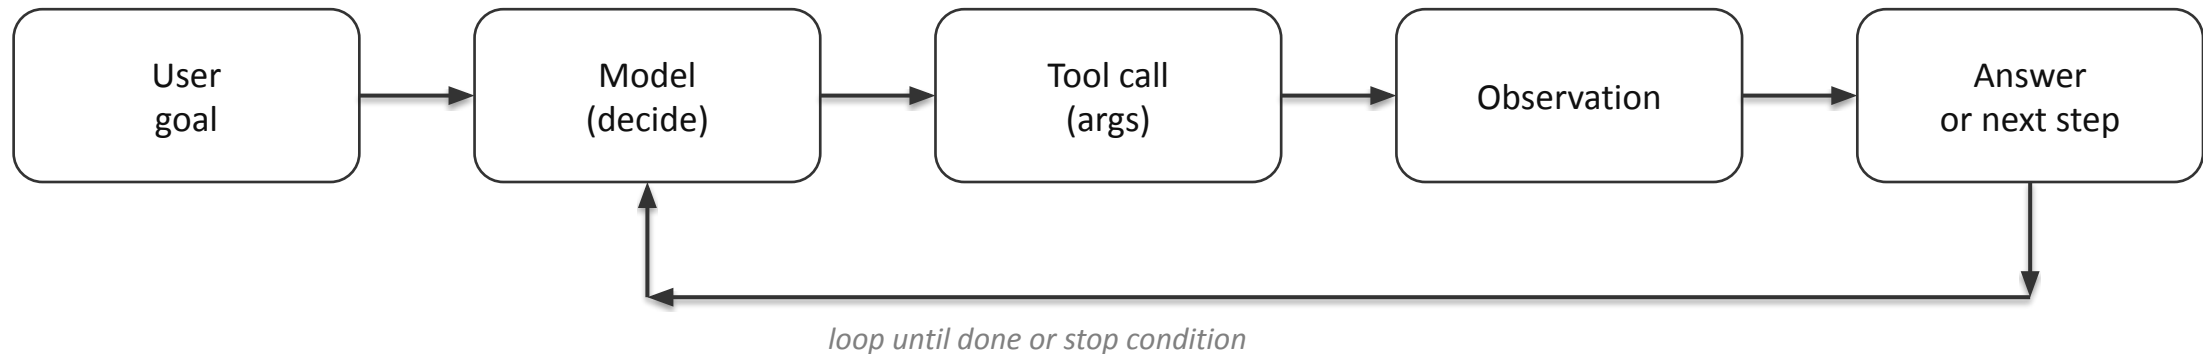 User
goal
Model
(decide)
Tool call
(args)
Observation
Answer
or next step
loop until done or stop condition